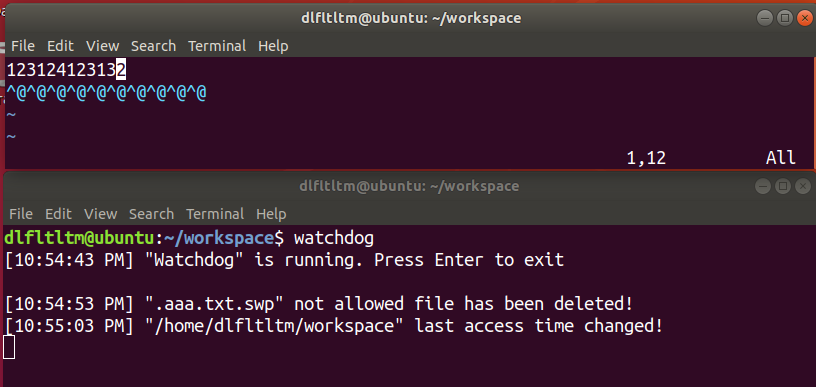 dlfltltm@ubuntu: ~/workspace
File Edit View Search Terminal Help
123124123132
^@^@^@^@^@^@^@^@^@^@
~
~
1,12 All
dlfltltm@ubuntu: ~/workspace
File Edit View Search Terminal Help
dlfltltm@ubuntu:~/workspace$ watchdog
[10:54:43 PM] "Watchdog" is running. Press Enter to exit
[10:54:53 PM] ".aaa.txt.swp" not allowed file has been deleted!
[10:55:03 PM] "/home/dlfltltm/workspace" last access time changed!